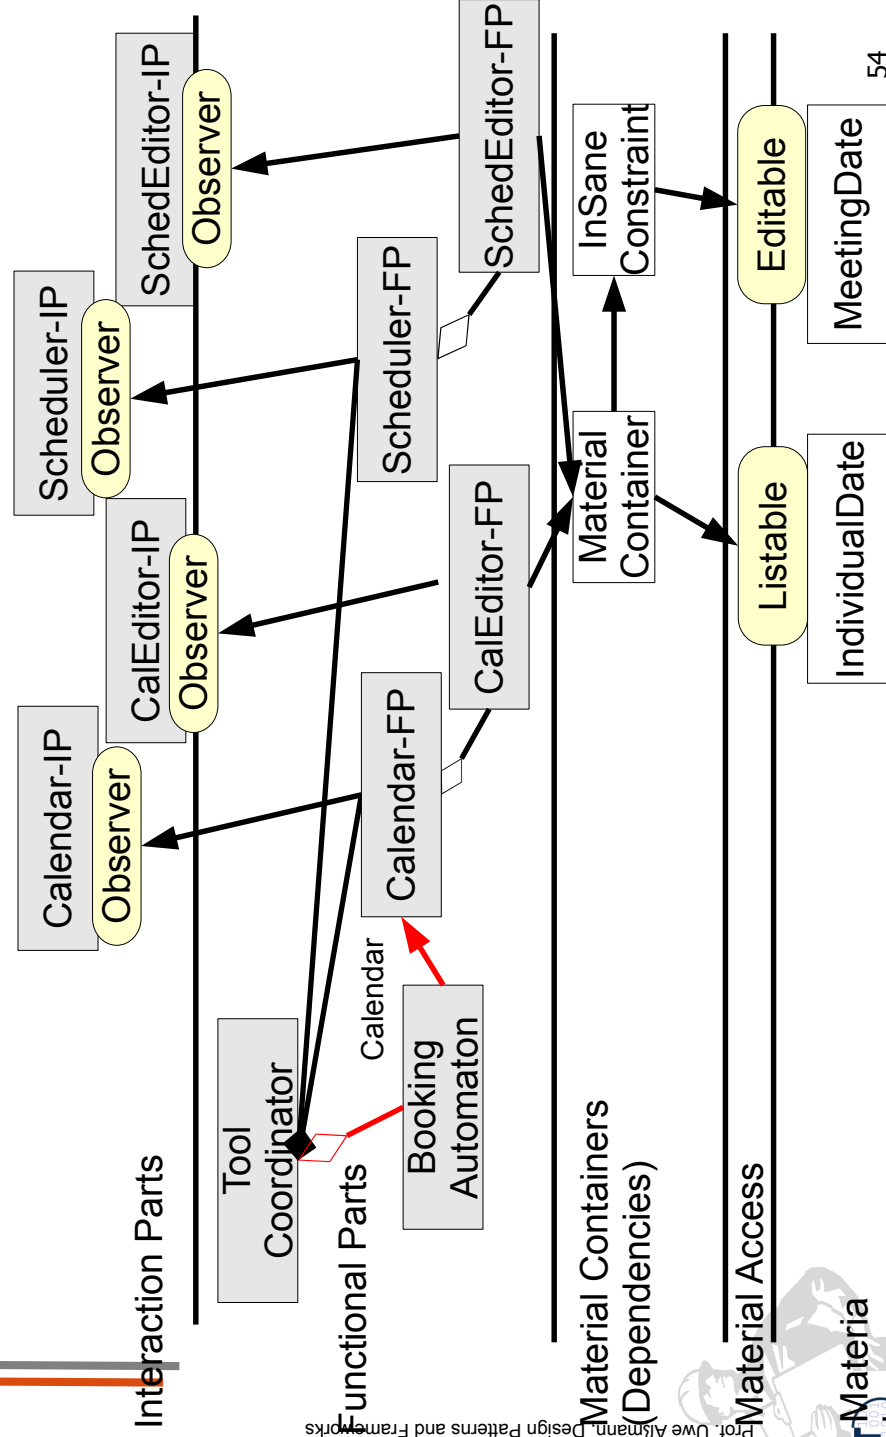 Interaction Parts
Calendar-IP
Observer
CalEditor-IP
Observer
Scheduler-IP
Observer
SchedEditor-IP
Observer
Tool
Coordinator
Functional Parts
Calendar
Booking
Automaton
Calendar-FP
CalEditor-FP
Scheduler-FP
SchedEditor-FP
Material Containers
(Dependencies)
Material
Container
InSane
Constraint
Material Access
Listable
Editable
Materia
IndividualDate
MeetingDate
Prof. Uwe Aßmann, Design Patterns and Frameworks
54